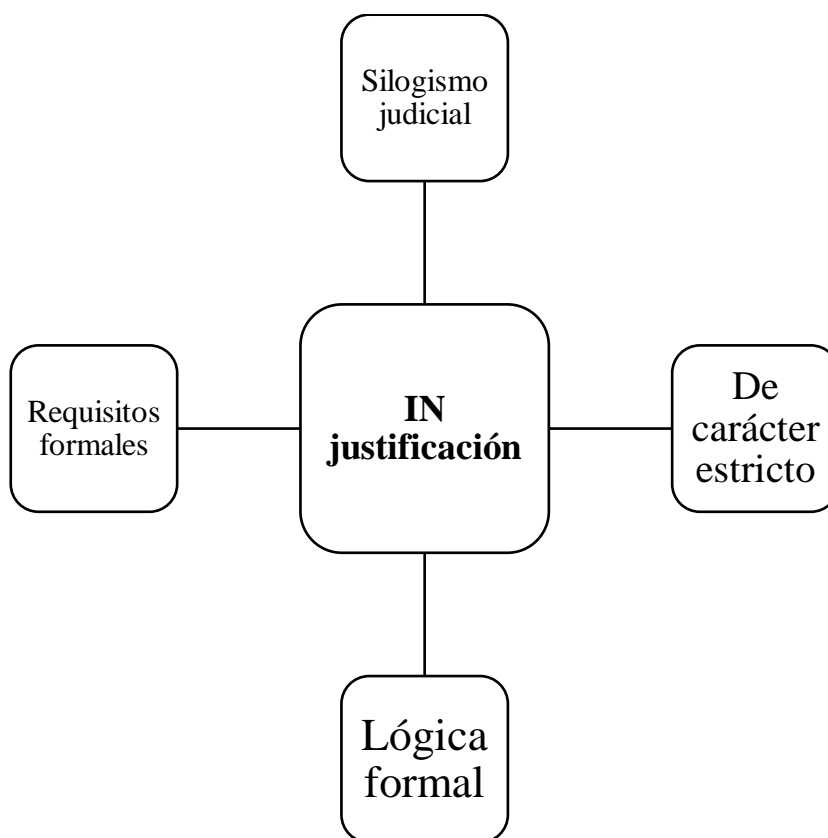 Silogismo
judicial
Requisitos
formales
IN
justificación
De
carácter
estricto
Lógica
formal